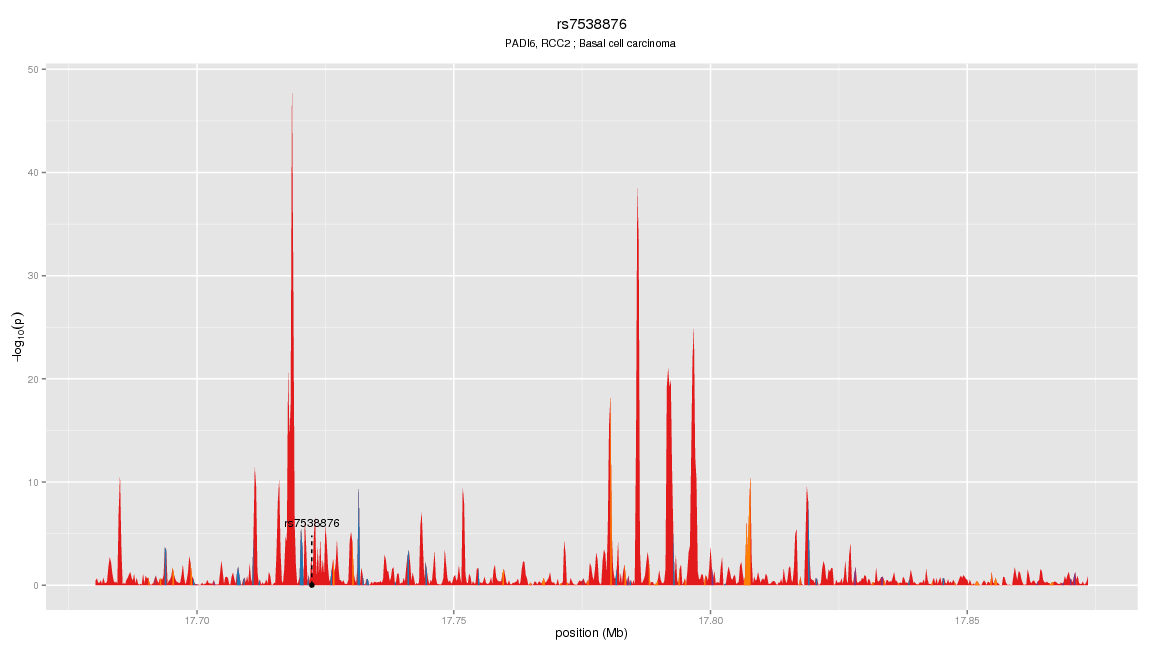 rs7538876
PADI6, RCC2 ; Basal cell carcinoma
50
40
30
20
10
0
−log10(p)
rs7538876
17.70
17.75
17.80
17.85
position (Mb)